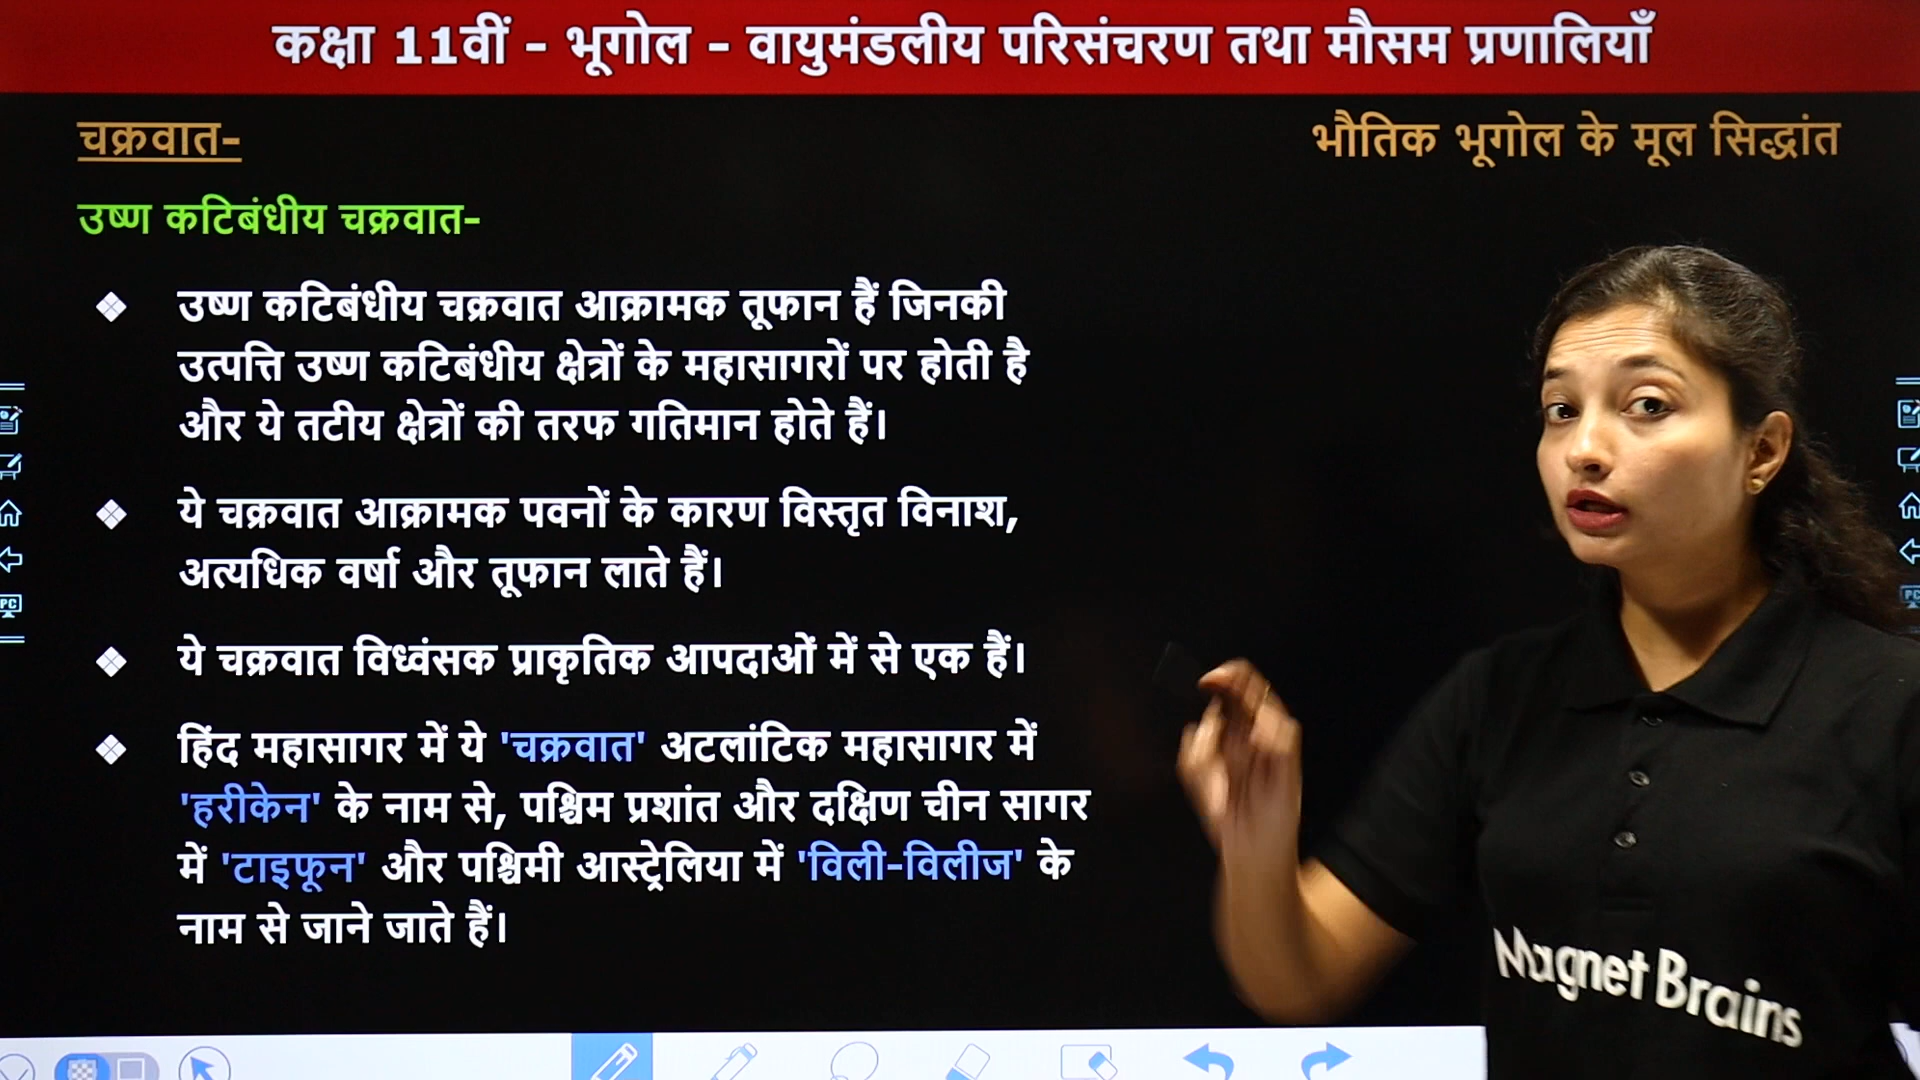 कक्षा 11वीं - भूगोल - वायुमंडलीय परिसंचरण तथा मौसम प्रणालियाँ
चक्रवात-
भौतिक भूगोल के मूल सिद्धांत
उष्ण कटिबंधीय चक्रवात-
❖ उष्ण कटिबंधीय चक्रवात आक्रामक तूफान हैं जिनकी
उत्पत्ति उष्ण कटिबंधीय क्षेत्रों के महासागरों पर होती है
और ये तटीय क्षेत्रों की तरफ गतिमान होते हैं।
❖ ये चक्रवात आक्रामक पवनों के कारण विस्तृत विनाश,
अत्यधिक वर्षा और तूफान लाते हैं।
❖ ये चक्रवात विध्वंसक प्राकृतिक आपदाओं में से एक हैं।
❖ हिंद महासागर में ये 'चक्रवात' अटलांटिक महासागर में
'हरीकेन' के नाम से, पश्चिम प्रशांत और दक्षिण चीन सागर
में 'टाइफून' और पश्चिमी आस्ट्रेलिया में 'विली-विलीज' के
नाम से जाने जाते हैं।
PC
PC
Magnet Brains